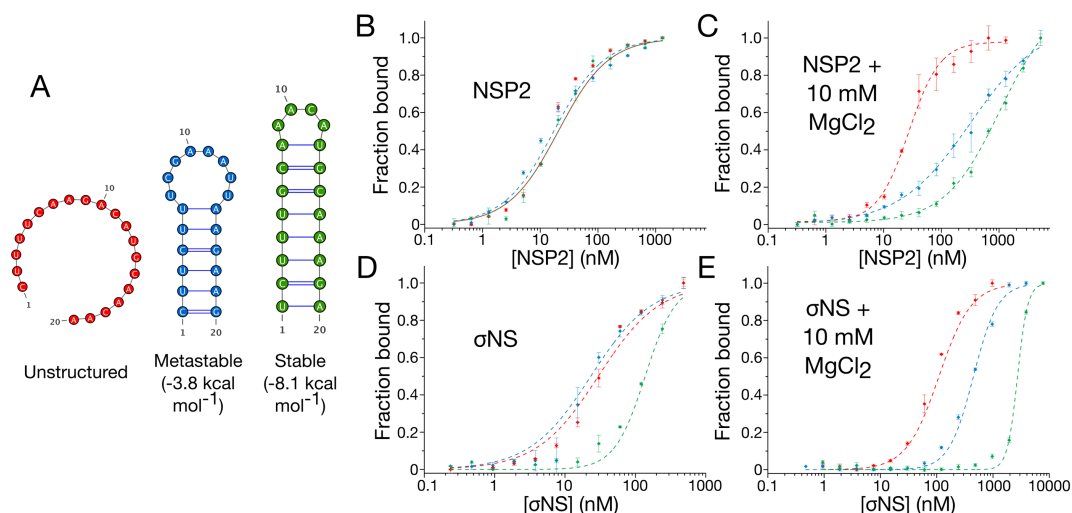 A
B
C
D
E
C U U U U C A A G A C A U G C A A C A A
1
10
20
Unstructured
C U U C U U U C G A A A U U A A G A A G
1
10
20
Metastable
(-3.8 kcal
mol⁻¹)
U C U U U G C A A A C A U G C A A A G A
1
10
20
Stable
(-8.1 kcal
mol⁻¹)
NSP2
Fraction bound
1.0
0.8
0.6
0.4
0.2
0
0.1 1 10 100 1000
[NSP2] (nM)
NSP2 +
10 mM
MgCl2
Fraction bound
1.0
0.8
0.6
0.4
0.2
0
0.1 1 10 100 1000
[NSP2] (nM)
σNS
Fraction bound
1.0
0.8
0.6
0.4
0.2
0
0.1 1 10 100 1000
[σNS] (nM)
σNS +
10 mM
MgCl2
Fraction bound
1.0
0.8
0.6
0.4
0.2
0
0.1 1 10 100 1000 10000
[σNS] (nM)